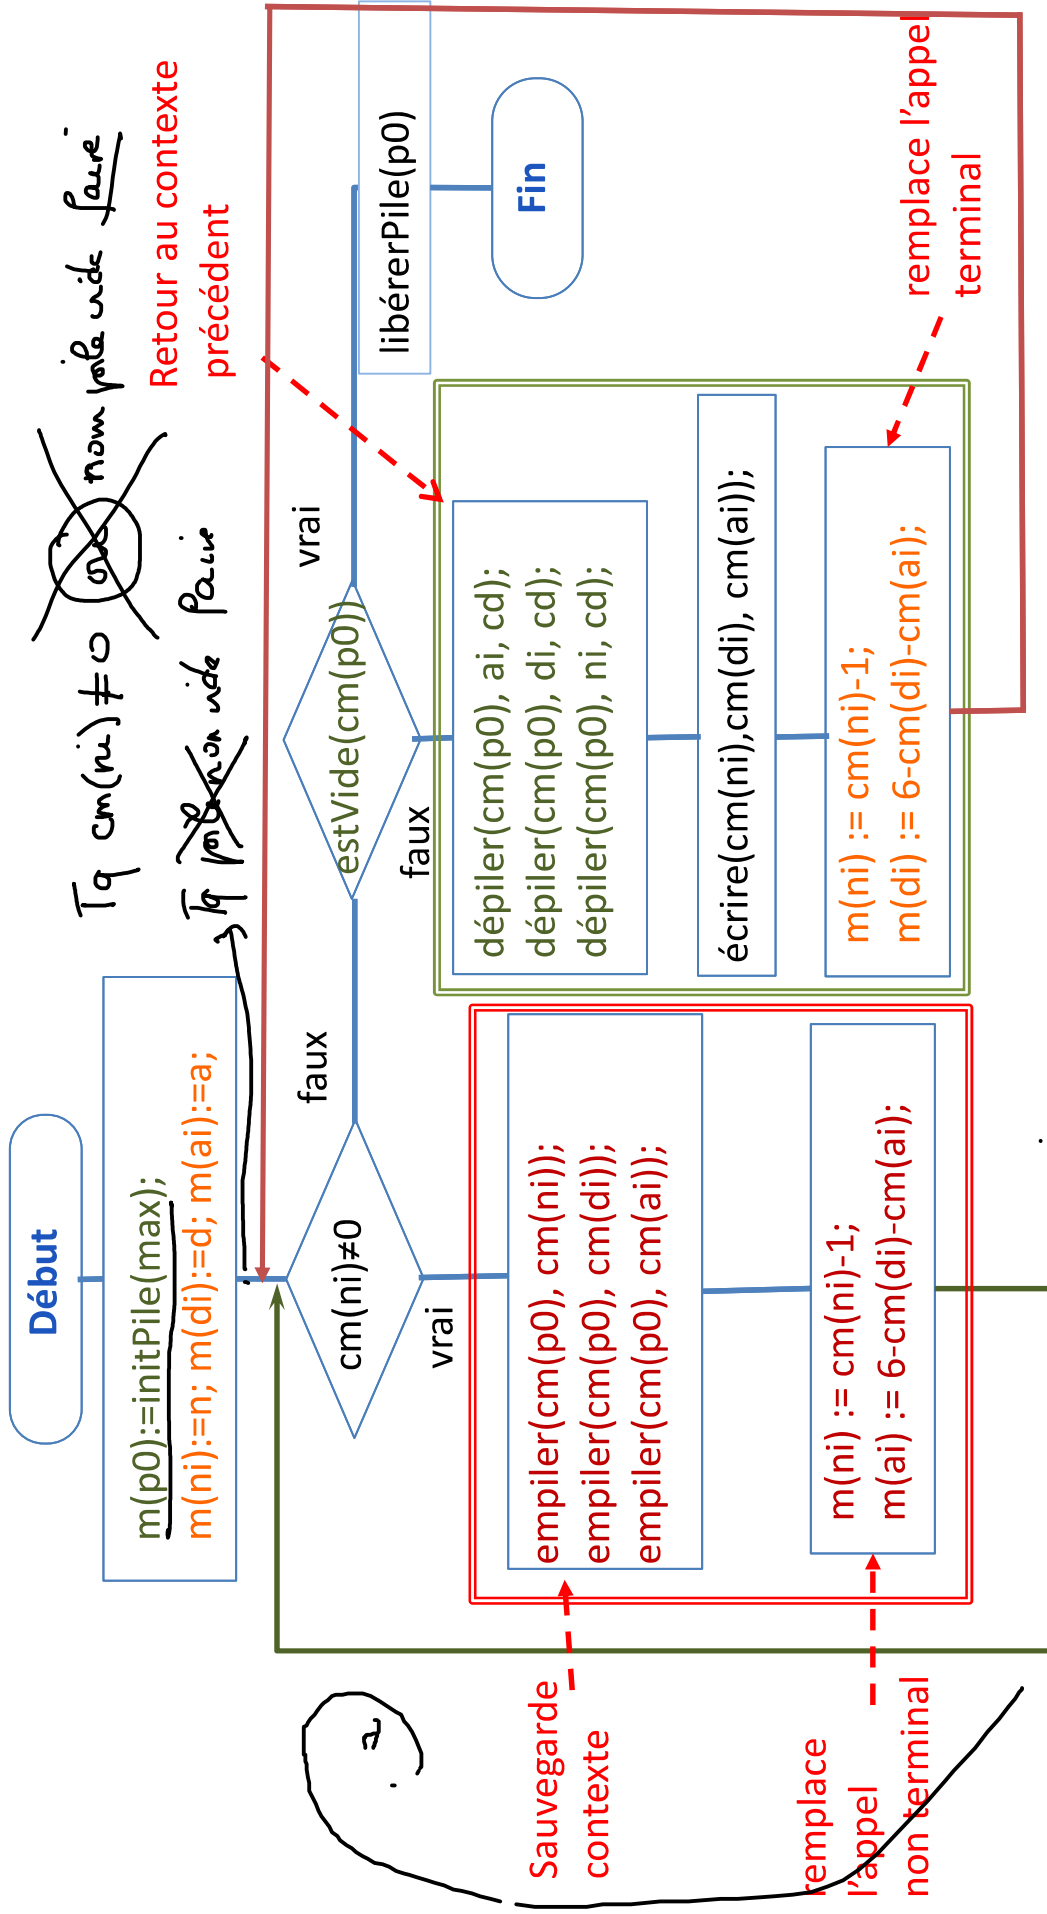 Tq cm(ni) ≠ 0 ou non pile vide faire
Tq pile non vide Faire
Début
m(p0):=initPile(max);
m(ni):=n; m(di):=d; m(ai):=a;
Retour au contexte
précédent
cm(ni)≠0
faux
vrai
estVide(cm(p0))
vrai
faux
libérerPile(p0)
Fin
Sauvegarde
contexte
empiler(cm(p0), cm(ni));
empiler(cm(p0), cm(di));
empiler(cm(p0), cm(ai));
dépiler(cm(p0), ai, cd);
dépiler(cm(p0), di, cd);
dépiler(cm(p0), ni, cd);
écrire(cm(ni),cm(di), cm(ai));
remplace
l'appel
non terminal
m(ni) := cm(ni)-1;
m(ai) := 6-cm(di)-cm(ai);
m(ni) := cm(ni)-1;
m(di) := 6-cm(di)-cm(ai);
remplace l'appel
terminal